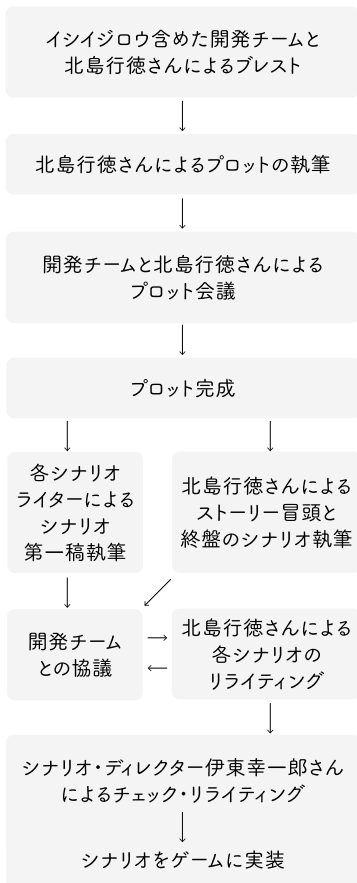 イシイジロウ含めた開発チームと
北島行徳さんによるブレスト
北島行徳さんによるプロットの執筆
開発チームと北島行徳さんによる
プロット会議
プロット完成
各シナリオ
ライターによる
シナリオ
第一稿執筆
北島行徳さんによる
ストーリー冒頭と
終盤のシナリオ執筆
開発チーム
との協議
北島行徳さんによる
各シナリオの
リライティング
シナリオ・ディレクター伊東幸一郎さん
によるチェック・リライティング
シナリオをゲームに実装